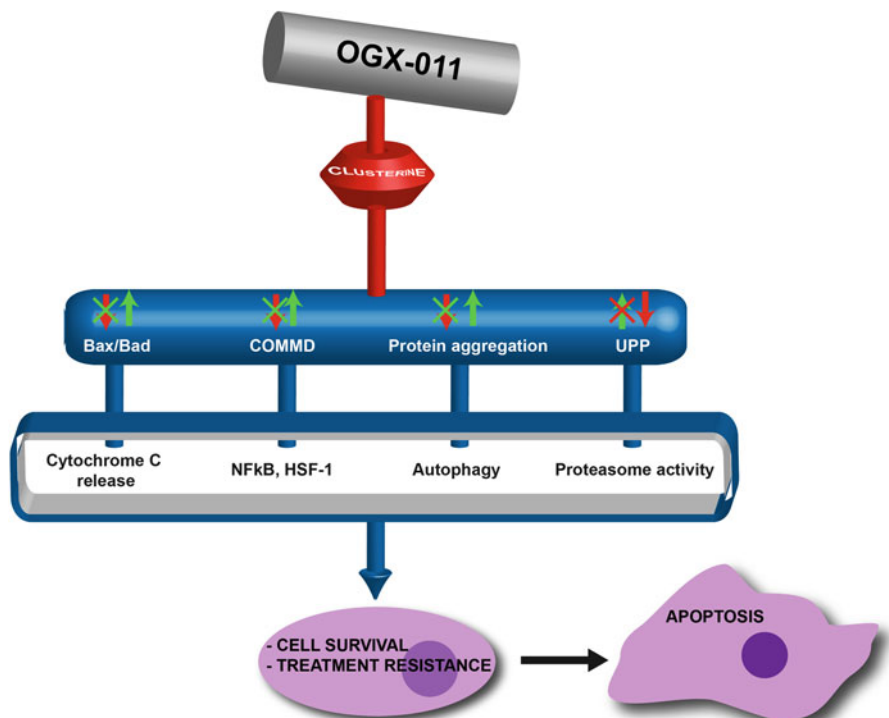 OGX-011
CLUSTERINE
Bax/Bad
COMMD
Protein aggregation
UPP
Cytochrome C
release
NFkB, HSF-1
Autophagy
Proteasome activity
- CELL SURVIVAL
- TREATMENT RESISTANCE
APOPTOSIS